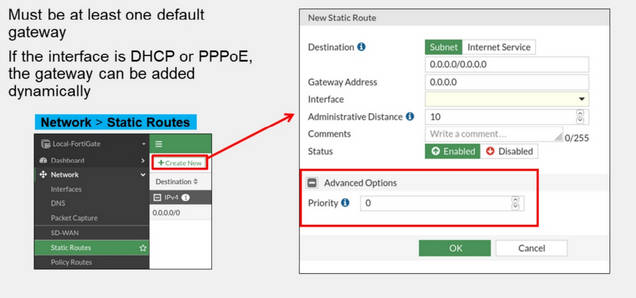 Must be at least one default
gateway
If the interface is DHCP or PPPoE,
the gateway can be added
dynamically
Network > Static Routes
Local-FortiGate
Dashboard
Network
Interfaces
DNS
Packet Capture
SD-WAN
Static Routes
Policy Routes
+ Create New
Destination
IPv4 1
0.0.0.0/0
New Static Route
Destination Subnet Internet Service
0.0.0.0/0.0.0.0
Gateway Address 0.0.0.0
Interface
Administrative Distance 10
Comments Write a comment... 0/255
Status Enabled Disabled
Advanced Options
Priority 0
OK Cancel